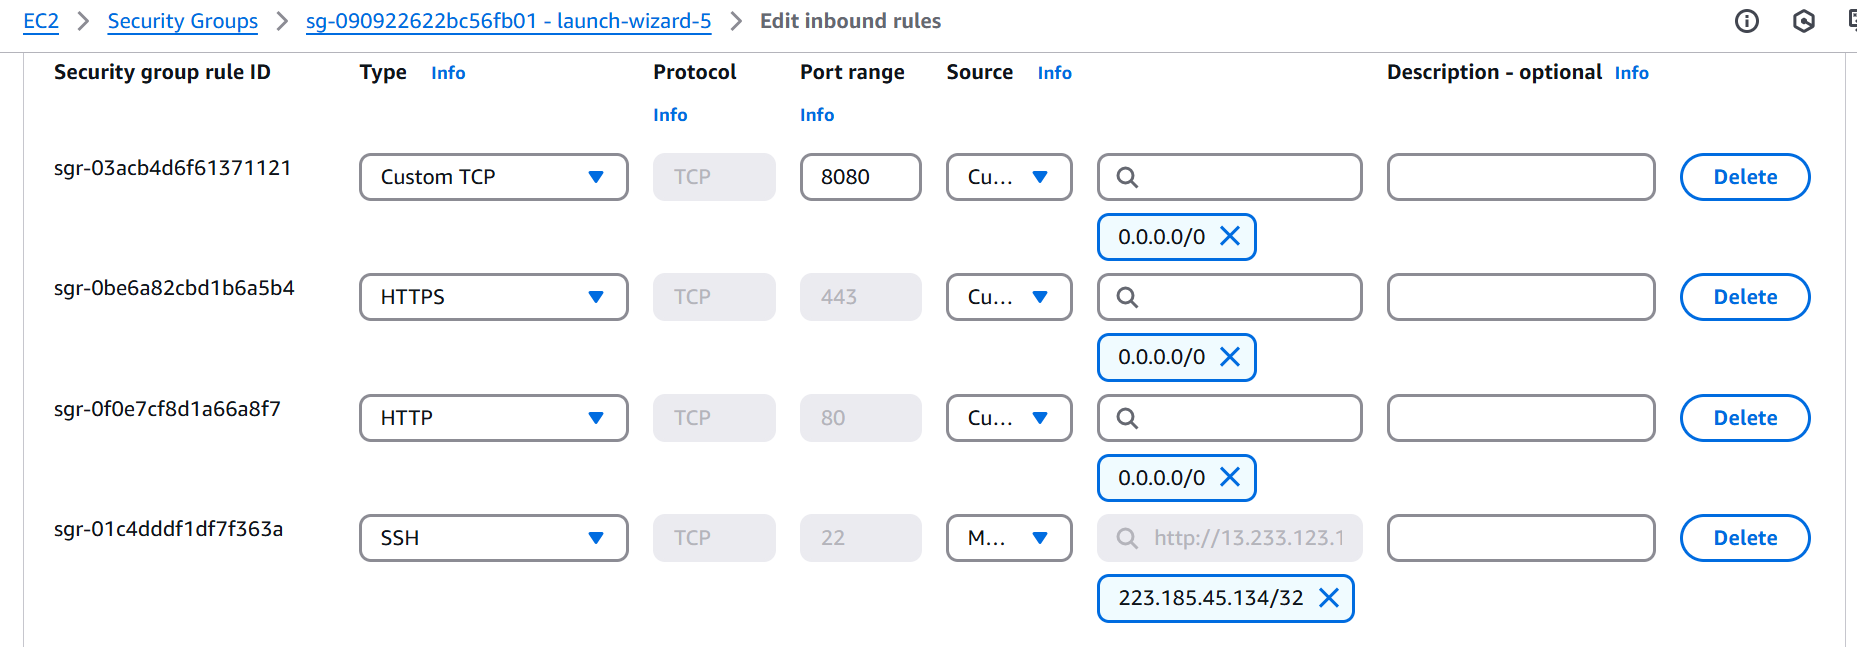 EC2 > Security Groups > sg-090922622bc56fb01 - launch-wizard-5 > Edit inbound rules
Security group rule ID Type Info Protocol Port range Source Info Description - optional Info
Info Info
sgr-03acb4d6f61371121 Custom TCP TCP 8080 Cu... Delete
0.0.0.0/0
sgr-0be6a82cbd1b6a5b4 HTTPS TCP 443 Cu... Delete
0.0.0.0/0
sgr-0f0e7cf8d1a66a8f7 HTTP TCP 80 Cu... Delete
0.0.0.0/0
sgr-01c4dddf1df7f363a SSH TCP 22 M... http://13.233.123.1 Delete
223.185.45.134/32